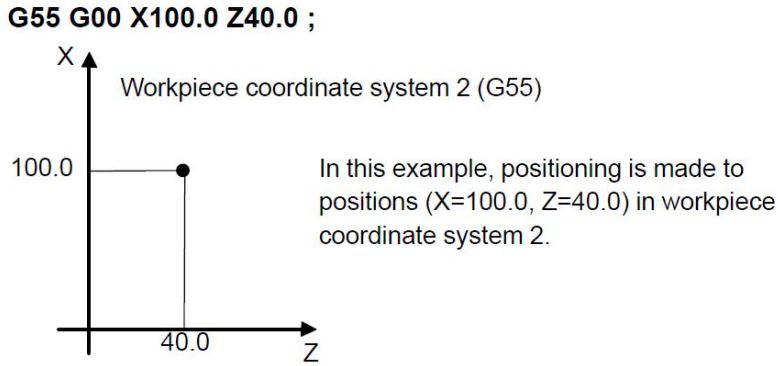 G55 G00 X100.0 Z40.0 ;
X
Workpiece coordinate system 2 (G55)
100.0
In this example, positioning is made to
positions (X=100.0, Z=40.0) in workpiece
coordinate system 2.
40.0
Z